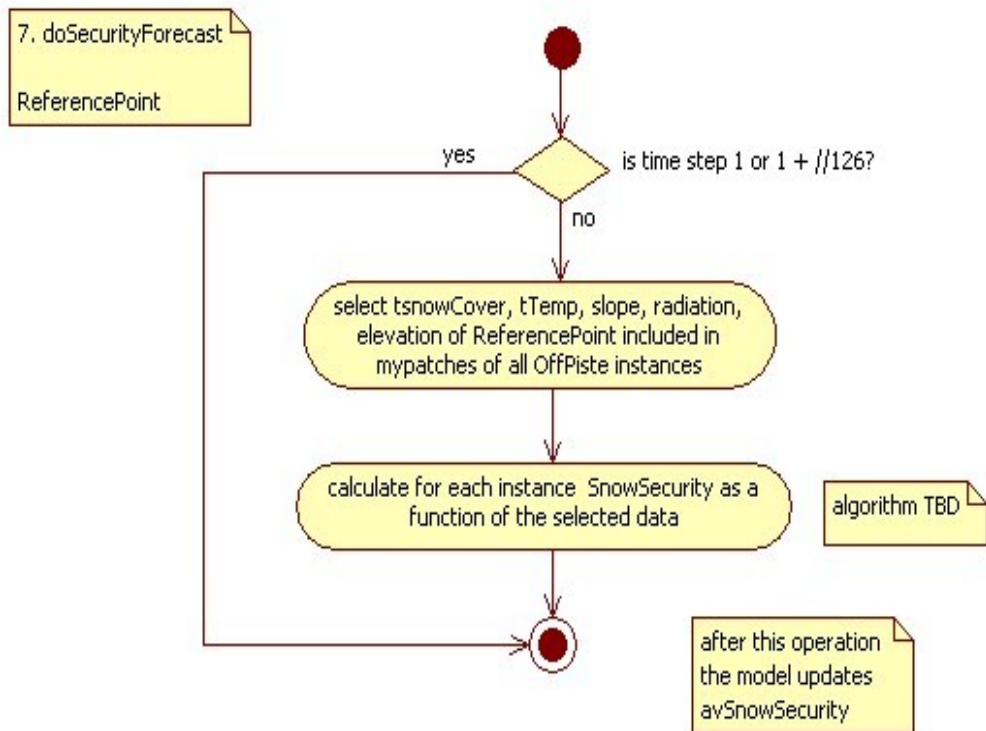 7. doSecurityForecast
ReferencePoint
yes
is time step 1 or 1 + //126?
no
select tsnowCover, tTemp, slope, radiation,
elevation of ReferencePoint included in
mypatches of all OffPiste instances
calculate for each instance SnowSecurity as a
function of the selected data
algorithm TBD
after this operation
the model updates
avSnowSecurity